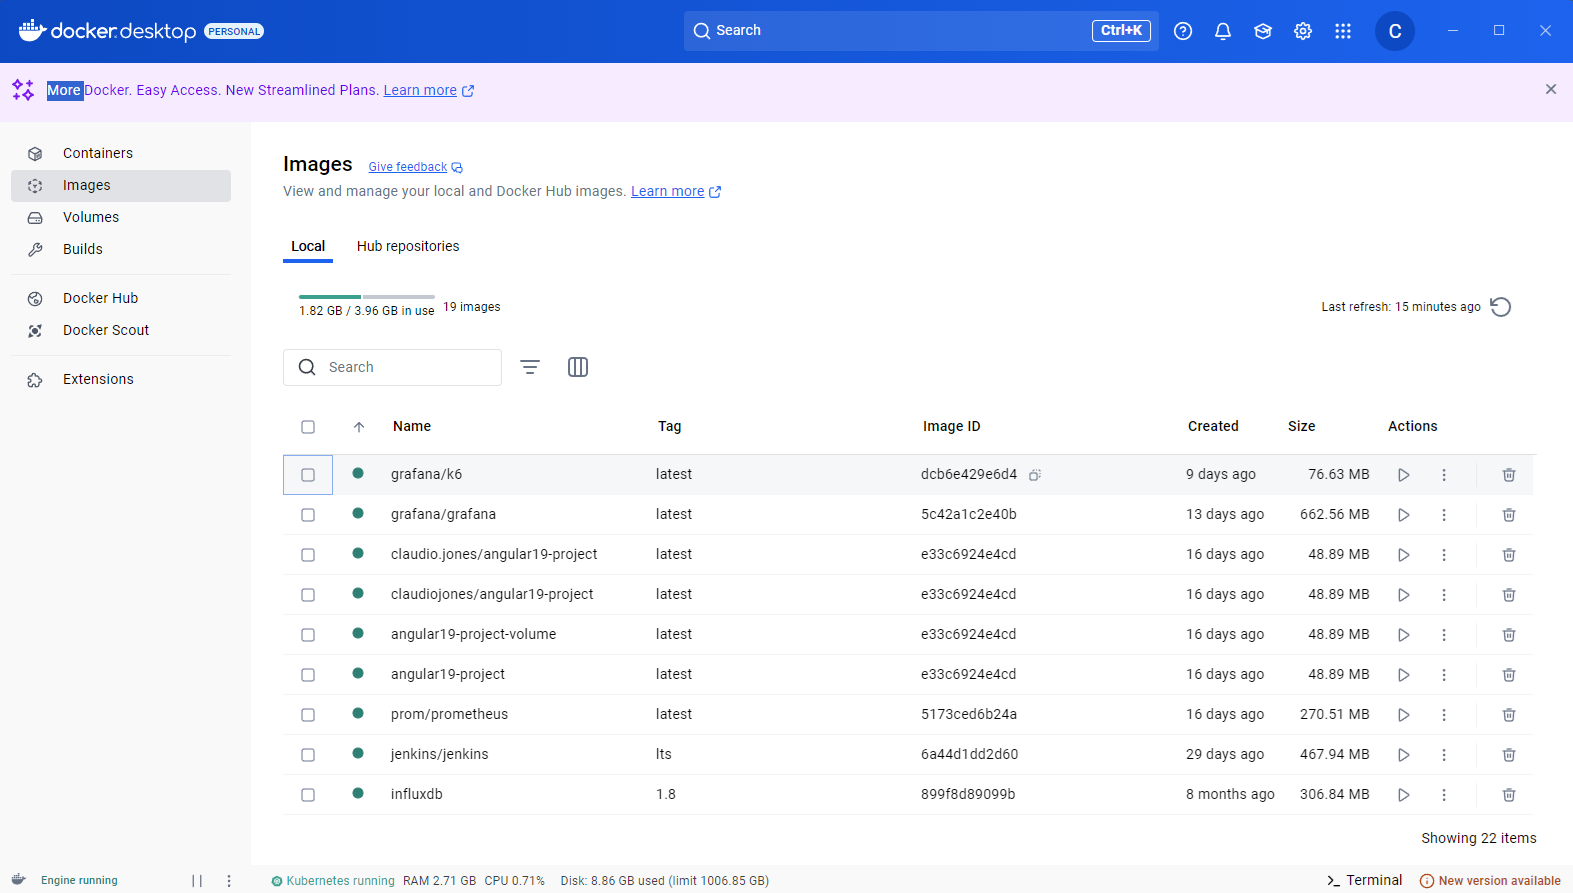 docker.desktop PERSONAL
Search Ctrl+K
C
More Docker. Easy Access. New Streamlined Plans. Learn more
Containers
Images
Volumes
Builds
Docker Hub
Docker Scout
Extensions
Images Give feedback
View and manage your local and Docker Hub images. Learn more
Local Hub repositories
1.82 GB / 3.96 GB in use 19 images
Last refresh: 15 minutes ago
Search
Name Tag Image ID Created Size Actions
grafana/k6 latest dcb6e429e6d4 9 days ago 76.63 MB
grafana/grafana latest 5c42a1c2e40b 13 days ago 662.56 MB
claudio.jones/angular19-project latest e33c6924e4cd 16 days ago 48.89 MB
claudiojones/angular19-project latest e33c6924e4cd 16 days ago 48.89 MB
angular19-project-volume latest e33c6924e4cd 16 days ago 48.89 MB
angular19-project latest e33c6924e4cd 16 days ago 48.89 MB
prom/prometheus latest 5173ced6b24a 16 days ago 270.51 MB
jenkins/jenkins lts 6a44d1dd2d60 29 days ago 467.94 MB
influxdb 1.8 899f8d89099b 8 months ago 306.84 MB
Showing 22 items
Engine running
Kubernetes running RAM 2.71 GB CPU 0.71% Disk: 8.86 GB used (limit 1006.85 GB)
Terminal New version available